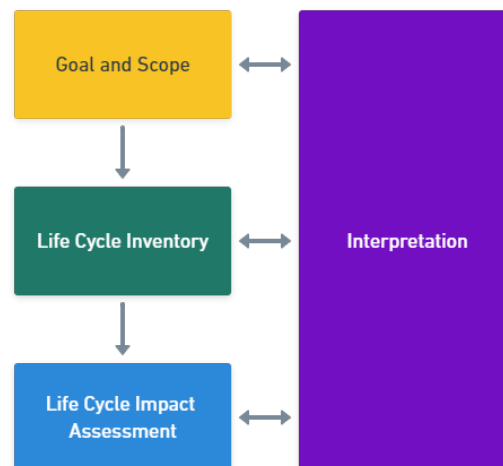 Goal and Scope
Life Cycle Inventory
Interpretation
Life Cycle Impact
Assessment